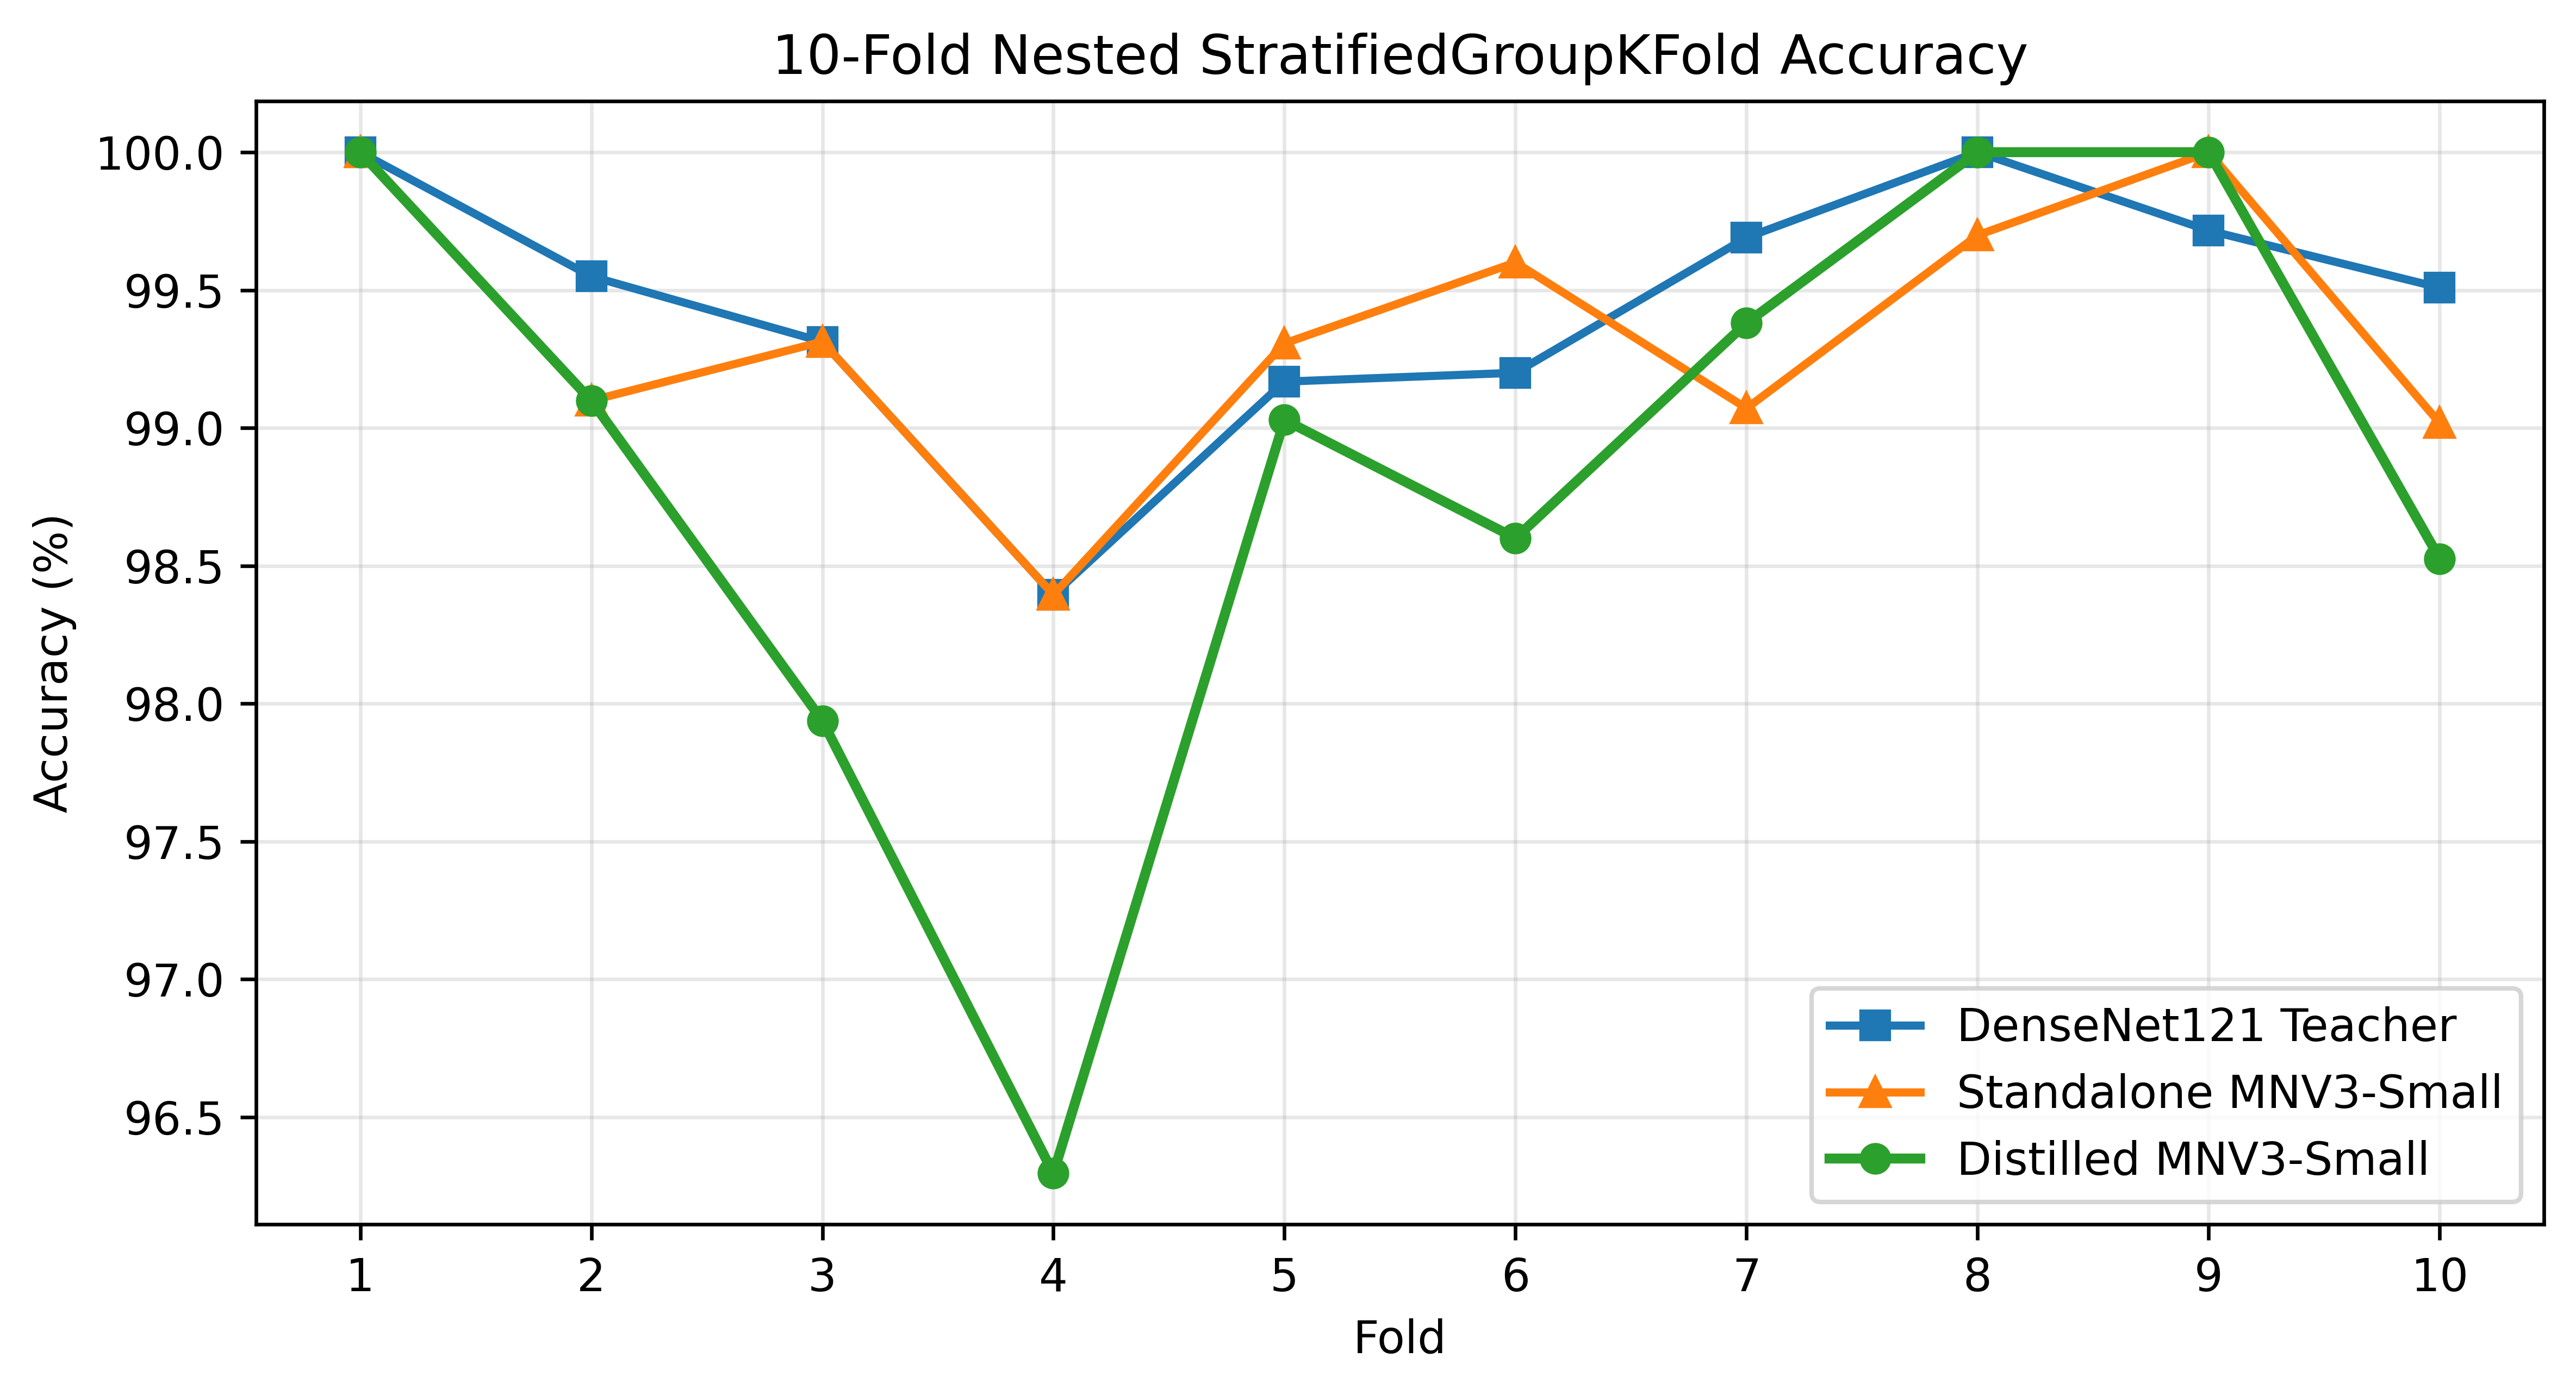 10-Fold Nested StratifiedGroupKFold Accuracy
Accuracy (%)
100.0
99.5
99.0
98.5
98.0
97.5
97.0
96.5
DenseNet121 Teacher
Standalone MNV3-Small
Distilled MNV3-Small
1 2 3 4 5 6 7 8 9 10
Fold